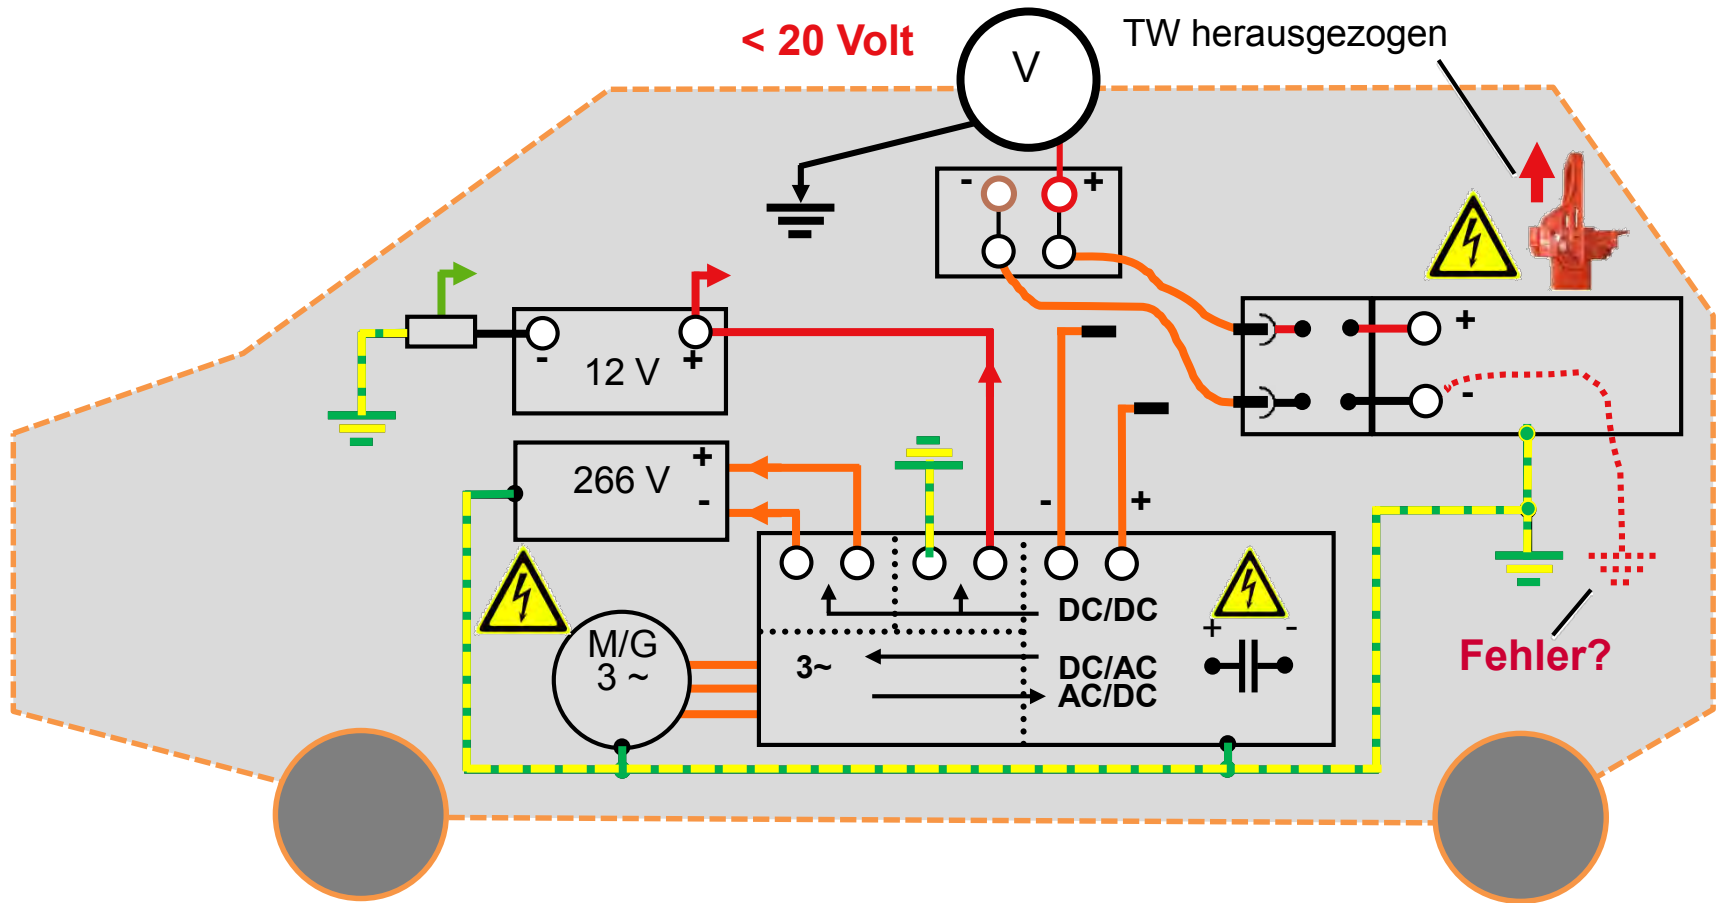 < 20 Volt
V
TW herausgezogen
- +
+
-
- +
12 V
+
-
266 V
- +
DC/DC
M/G
3 ~
3~
DC/AC
AC/DC
+ -
Fehler?